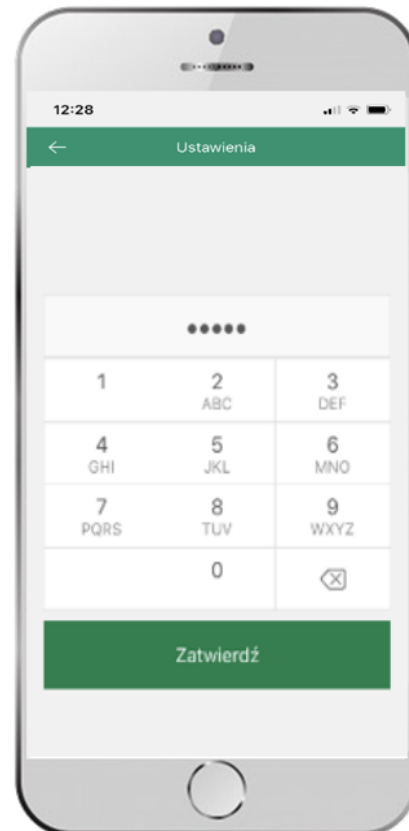 12:28
Ustawienia
•••••
1 2 3
ABC DEF
4 5 6
GHI JKL MNO
7 8 9
PQRS TUV WXYZ
0
Zatwierdź